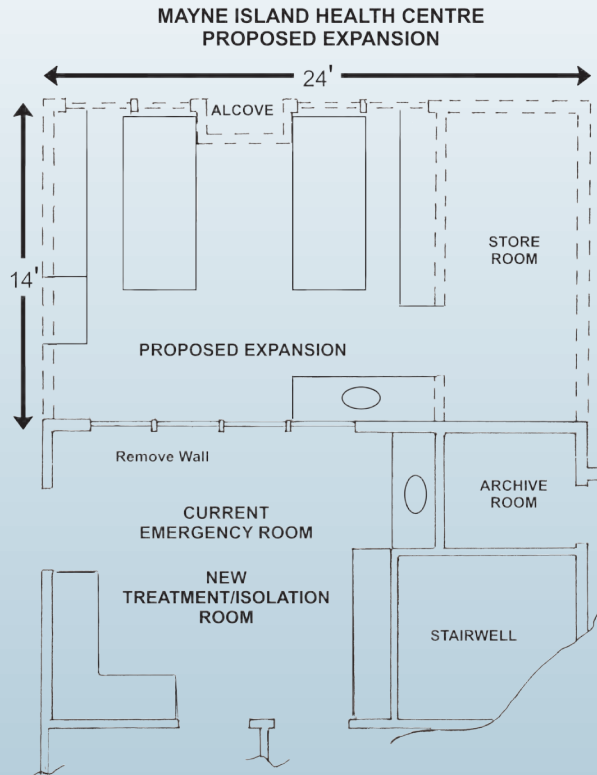 MAYNE ISLAND HEALTH CENTRE
PROPOSED EXPANSION
24'
ALCOVE
STORE
ROOM
14'
PROPOSED EXPANSION
Remove Wall
ARCHIVE
ROOM
CURRENT
EMERGENCY ROOM
NEW
TREATMENT/ISOLATION
ROOM
STAIRWELL